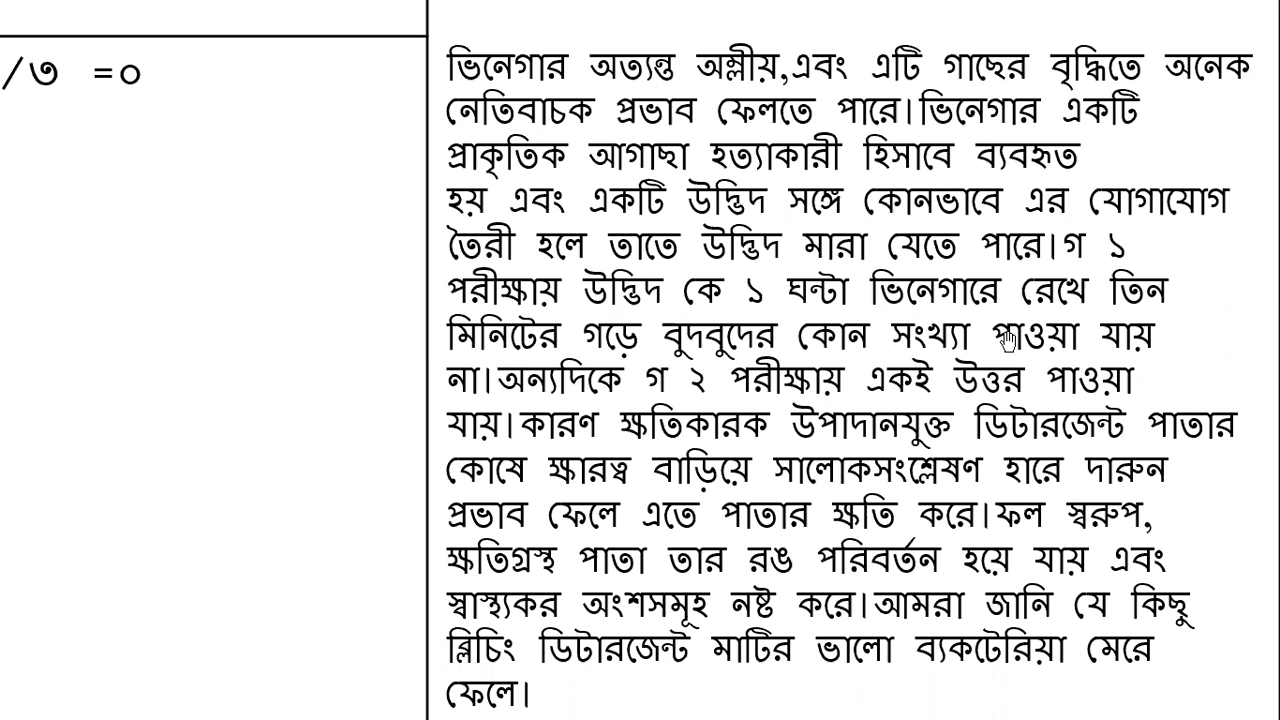 /৩ =০
ভিনেগার অত্যন্ত অম্লীয়,এবং এটি গাছের বৃদ্ধিতে অনেক
নেতিবাচক প্রভাব ফেলতে পারে।ভিনেগার একটি
প্রাকৃতিক আগাছা হত্যাকারী হিসাবে ব্যবহৃত
হয় এবং একটি উদ্ভিদ সঙ্গে কোনভাবে এর যোগাযোগ
তৈরী হলে তাতে উদ্ভিদ মারা যেতে পারে।গ ১
পরীক্ষায় উদ্ভিদ কে ১ ঘন্টা ভিনেগারে রেখে তিন
মিনিটের গড়ে বুদবুদের কোন সংখ্যা পাওয়া যায়
না।অন্যদিকে গ ২ পরীক্ষায় একই উত্তর পাওয়া
যায়।কারণ ক্ষতিকারক উপাদানযুক্ত ডিটারজেন্ট পাতার
কোষে ক্ষারত্ব বাড়িয়ে সালোকসংশ্লেষণ হারে দারুন
প্রভাব ফেলে এতে পাতার ক্ষতি করে।ফল স্বরুপ,
ক্ষতিগ্রস্থ পাতা তার রঙ পরিবর্তন হয়ে যায় এবং
স্বাস্থ্যকর অংশসমূহ নষ্ট করে।আমরা জানি যে কিছু
ব্লিচিং ডিটারজেন্ট মাটির ভালো ব্যকটেরিয়া মেরে
ফেলে।